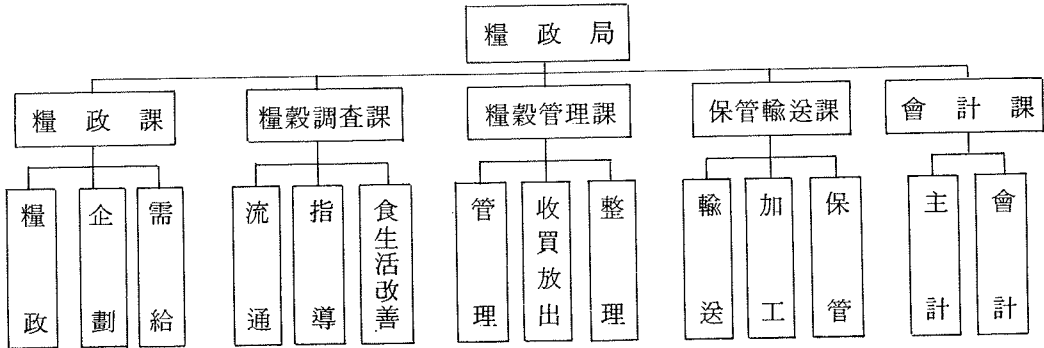 糧政局
糧政課
糧穀調査課
糧穀管理課
保管輸送課
會計課
糧政
企劃
需給
流通
指導
食生活改善
管理
收買放出
整理
輸送
加工
保管
主計
會計